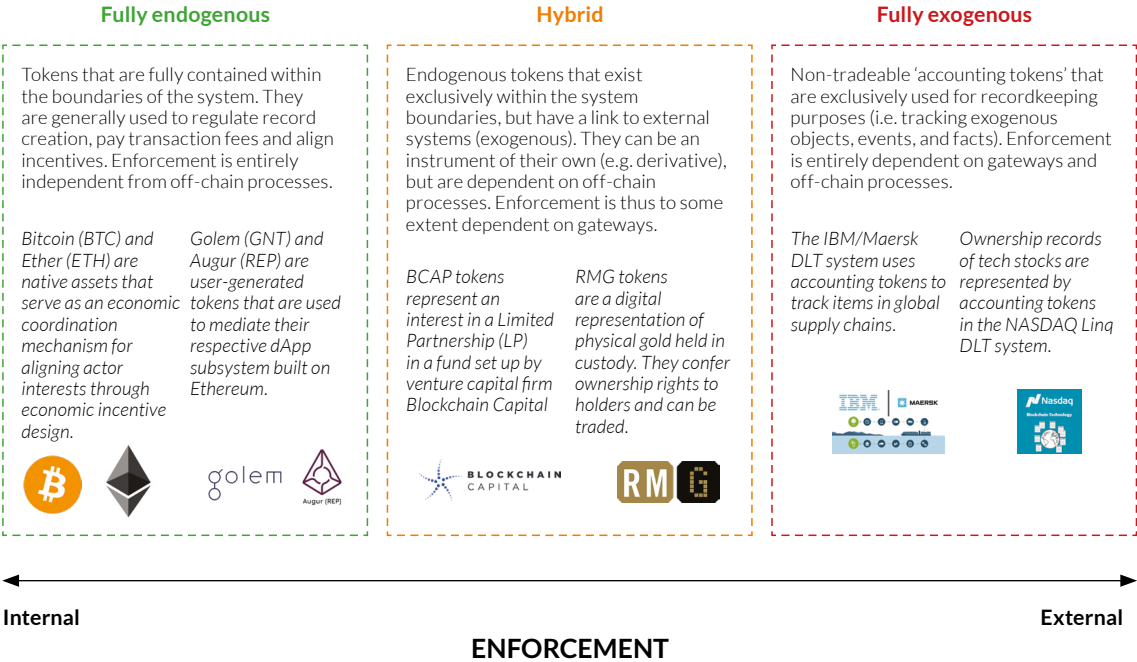 Fully endogenous
Tokens that are fully contained within
the boundaries of the system. They
are generally used to regulate record
creation, pay transaction fees and align
incentives. Enforcement is entirely
independent from off-chain processes.
Bitcoin (BTC) and
Ether (ETH) are
native assets that
serve as an economic
coordination
mechanism for
aligning actor
interests through
economic incentive
design.
Golem (GNT) and
Augur (REP) are
user-generated
tokens that are used
to mediate their
respective dApp
subsystem built on
Ethereum.
golem
Augur (REP)
Hybrid
Endogenous tokens that exist
exclusively within the system
boundaries, but have a link to external
systems (exogenous). They can be an
instrument of their own (e.g. derivative),
but are dependent on off-chain
processes. Enforcement is thus to some
extent dependent on gateways.
BCAP tokens
represent an
interest in a Limited
Partnership (LP)
in a fund set up by
venture capital firm
Blockchain Capital
RMG tokens
are a digital
representation of
physical gold held in
custody. They confer
ownership rights to
holders and can be
traded.
BLOCKCHAIN
CAPITAL
RM G
Fully exogenous
Non-tradeable ‘accounting tokens’ that
are exclusively used for recordkeeping
purposes (i.e. tracking exogenous
objects, events, and facts). Enforcement
is entirely dependent on gateways and
off-chain processes.
The IBM/Maersk
DLT system uses
accounting tokens to
track items in global
supply chains.
Ownership records
of tech stocks are
represented by
accounting tokens
in the NASDAQ Linq
DLT system.
IBM MAERSK
Nasdaq
Blockchain Technology
Internal
External
ENFORCEMENT